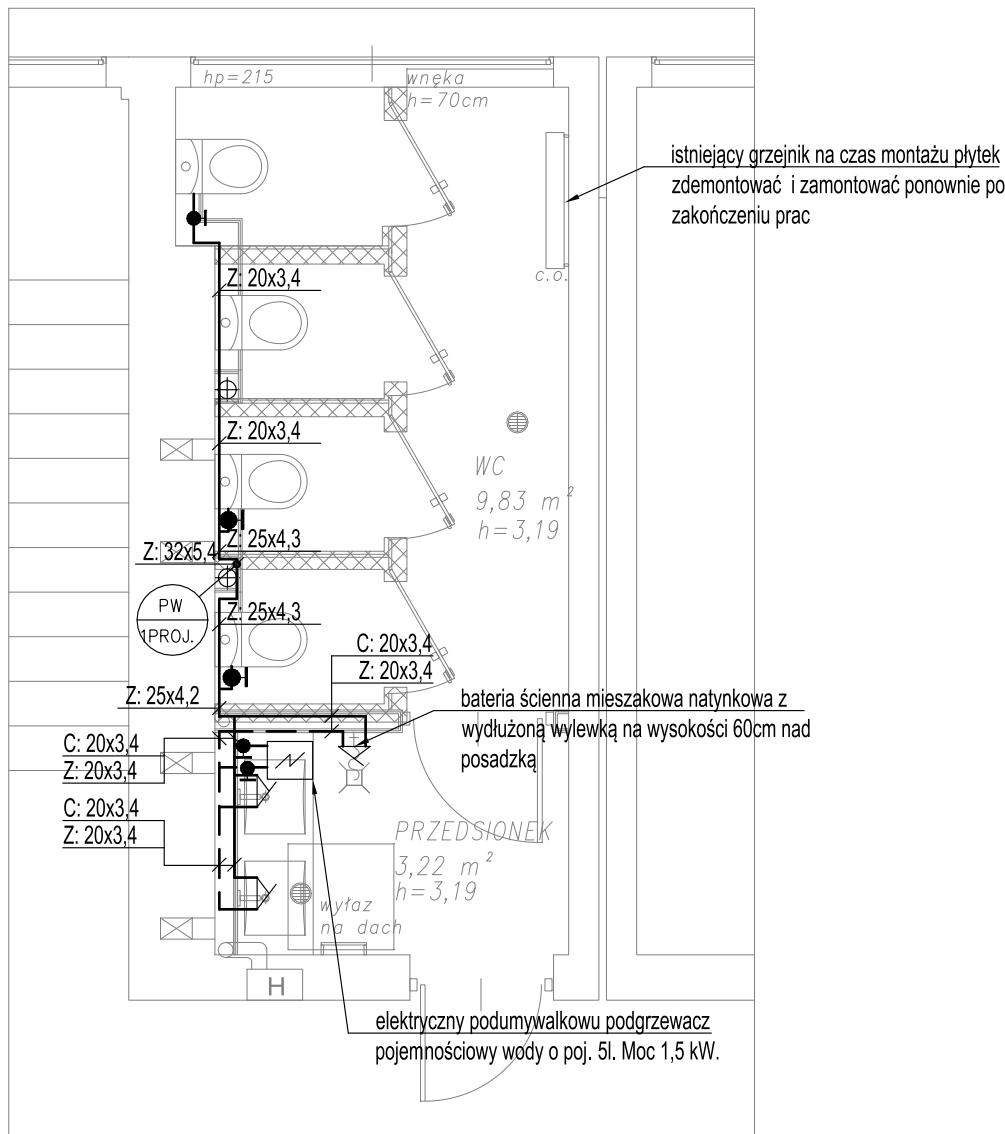 hp=215
wnęka
h=70cm
istniejący grzejnik na czas montażu płytek
zdemontować i zamontować ponownie po
zakończeniu prac
c.o.
Z: 20x3,4
Z: 20x3,4
WC
9,83 m²
h=3,19
Z: 25x4,3
Z: 32x5,4
PW
1PROJ.
Z: 25x4,3
C: 20x3,4
Z: 20x3,4
Z: 25x4,2
bateria ścienna mieszakowa natynkowa z
wydłużoną wylewką na wysokości 60cm nad
posadzką
C: 20x3,4
Z: 20x3,4
C: 20x3,4
Z: 20x3,4
PRZEDSIONEK
3,22 m²
h=3,19
wyłaz
na dach
H
elektryczny podumywalkowu podgrzewacz
pojemnościowy wody o poj. 5l. Moc 1,5 kW.